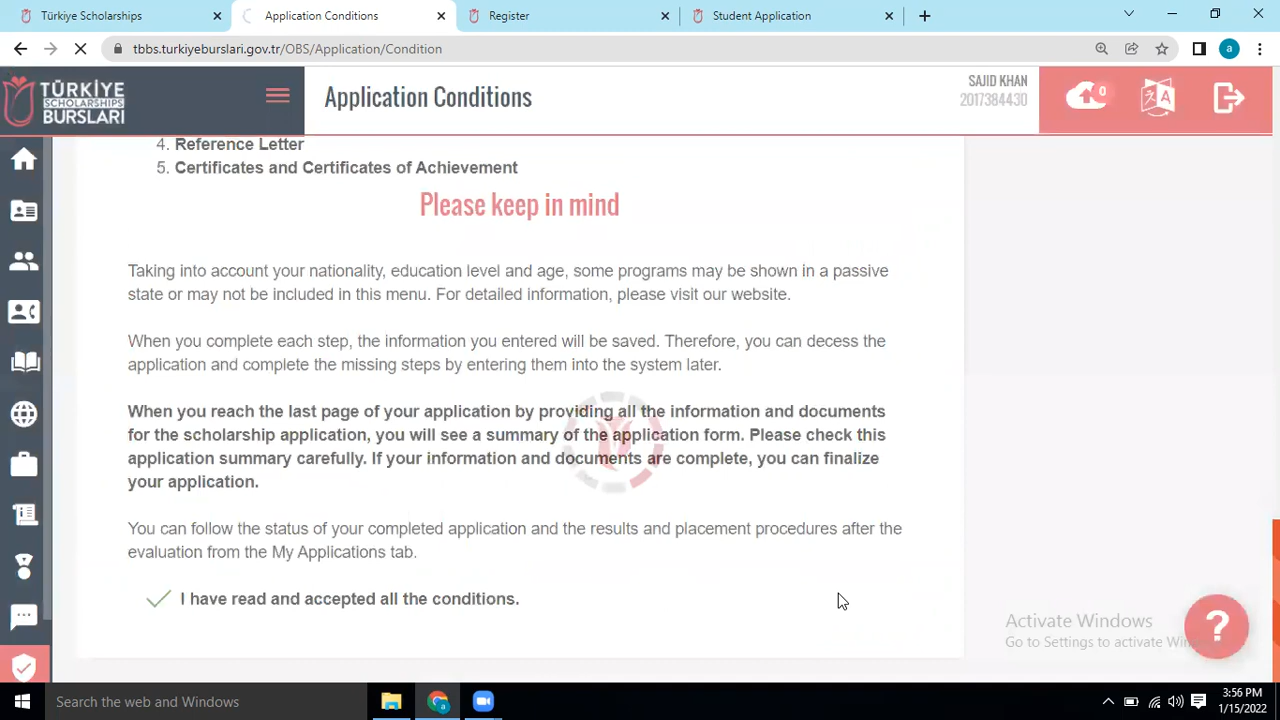 Türkiye Scholarships
Application Conditions
Register
Student Application
tbbs.turkiyeburslari.gov.tr/OBS/Application/Condition
a
TÜRKİYE
SCHOLARSHIPS
BURSLARI
Application Conditions
SAJID KHAN
2017384430
0
A
4. Reference Letter
5. Certificates and Certificates of Achievement
Please keep in mind
Taking into account your nationality, education level and age, some programs may be shown in a passive
state or may not be included in this menu. For detailed information, please visit our website.
When you complete each step, the information you entered will be saved. Therefore, you can decess the
application and complete the missing steps by entering them into the system later.
When you reach the last page of your application by providing all the information and documents
for the scholarship application, you will see a summary of the application form. Please check this
application summary carefully. If your information and documents are complete, you can finalize
your application.
You can follow the status of your completed application and the results and placement procedures after the
evaluation from the My Applications tab.
I have read and accepted all the conditions.
?
Activate Windows
Go to Settings to activate
Search the web and Windows
3:56 PM
1/15/2022